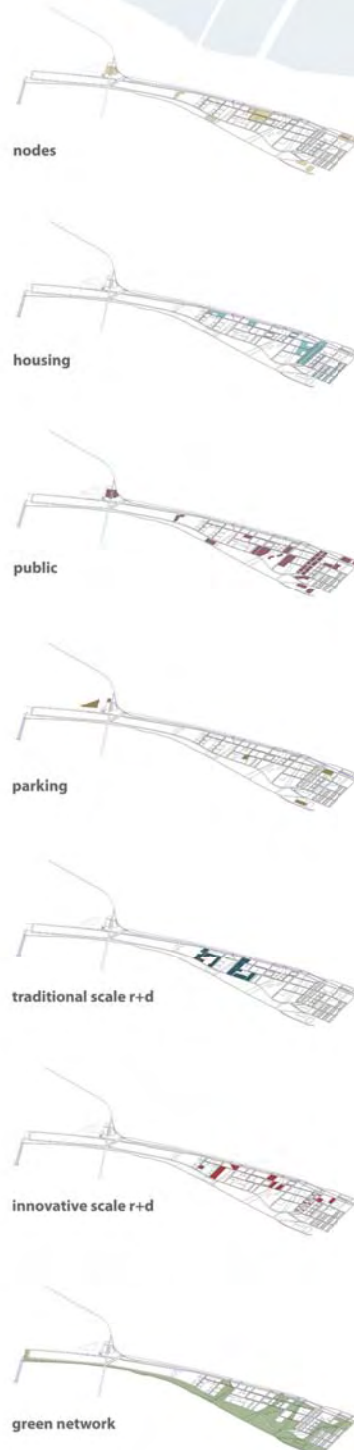 nodes
housing
public
parking
traditional scale r+d
innovative scale r+d
green network